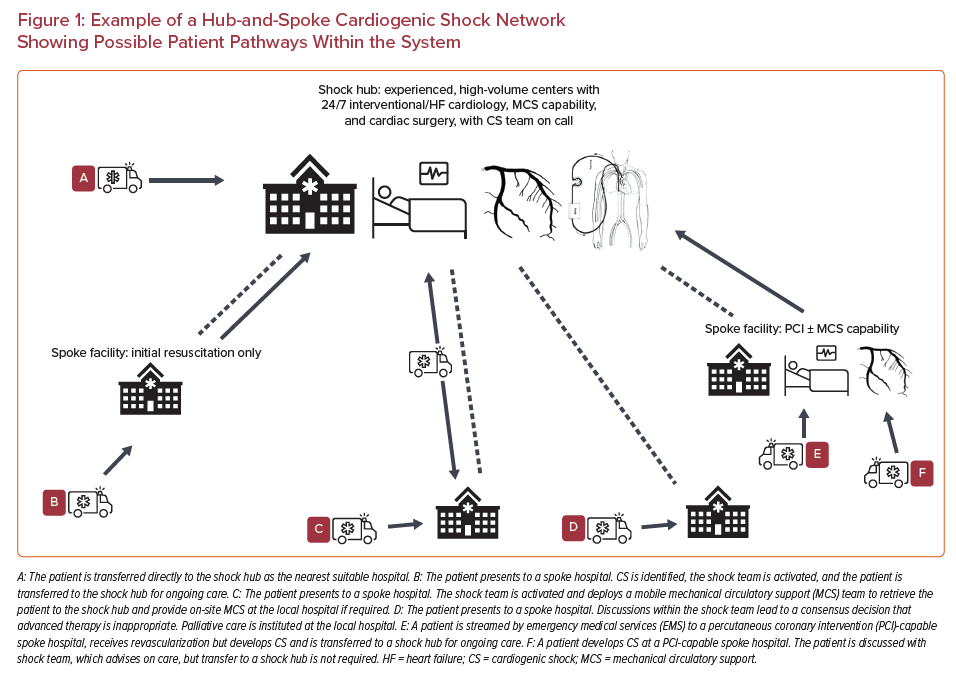 Figure 1: Example of a Hub-and-Spoke Cardiogenic Shock Network
Showing Possible Patient Pathways Within the System
Shock hub: experienced, high-volume centers with
24/7 interventional/HF cardiology, MCS capability,
and cardiac surgery, with CS team on call
A
Spoke facility: initial resuscitation only
Spoke facility: PCI ± MCS capability
B
C
D
E
F
A: The patient is transferred directly to the shock hub as the nearest suitable hospital. B: The patient presents to a spoke hospital. CS is identified, the shock team is activated, and the patient is
transferred to the shock hub for ongoing care. C: The patient presents to a spoke hospital. The shock team is activated and deploys a mobile mechanical circulatory support (MCS) team to retrieve the
patient to the shock hub and provide on-site MCS at the local hospital if required. D: The patient presents to a spoke hospital. Discussions within the shock team lead to a consensus decision that
advanced therapy is inappropriate. Palliative care is instituted at the local hospital. E: A patient is streamed by emergency medical services (EMS) to a percutaneous coronary intervention (PCI)-capable
spoke hospital, receives revascularization but develops CS and is transferred to a shock hub for ongoing care. F: A patient develops CS at a PCI-capable spoke hospital. The patient is discussed with
shock team, which advises on care, but transfer to a shock hub is not required. HF = heart failure; CS = cardiogenic shock; MCS = mechanical circulatory support.